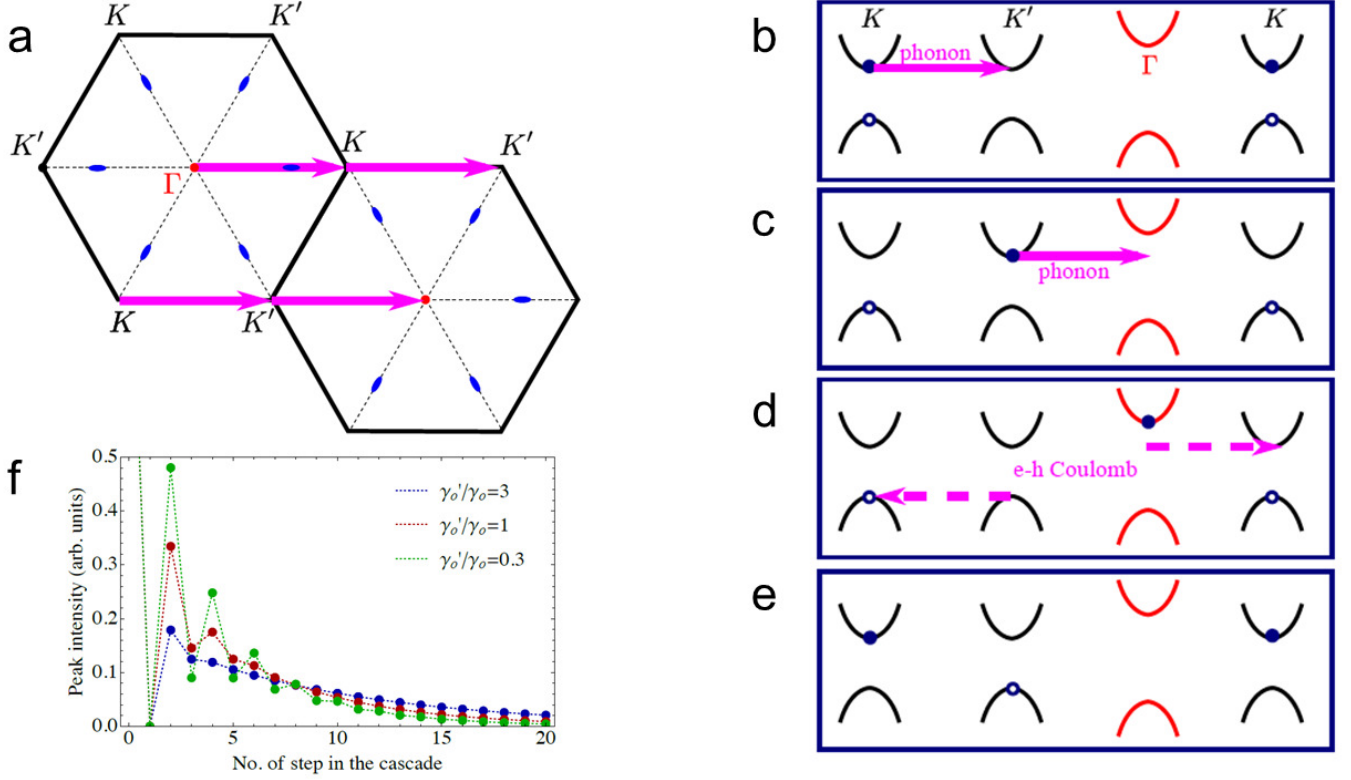 a
K
K′
K′
Γ
K
K′
K
K′
b
K
K′
K
phonon
Γ
c
phonon
d
e-h Coulomb
e
f
0.5
0.4
0.3
0.2
0.1
0.0
Peak intensity (arb. units)
γo'/γo=3
γo'/γo=1
γo'/γo=0.3
0 5 10 15 20
No. of step in the cascade